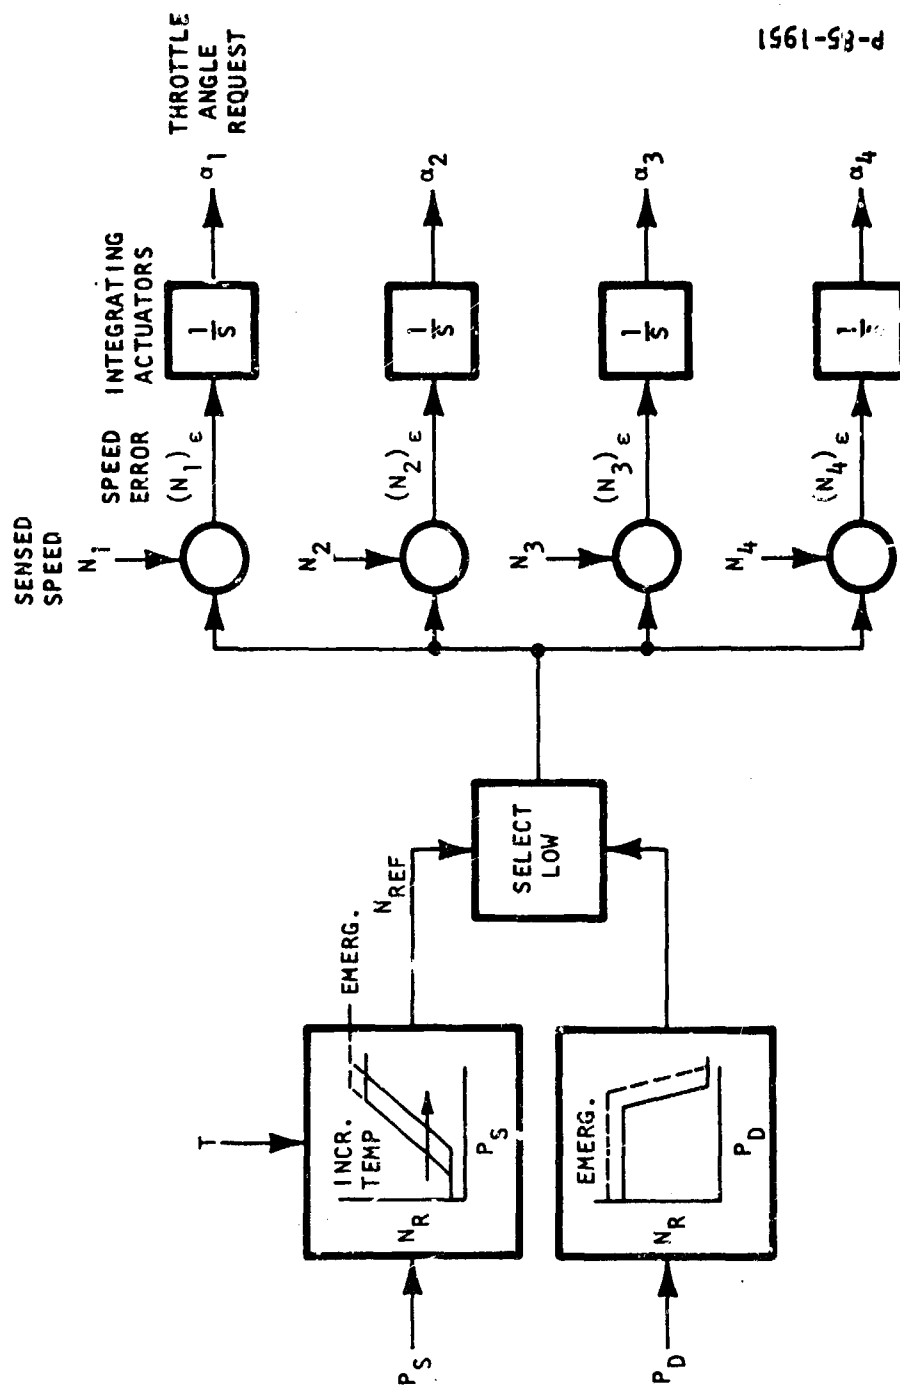 SENSED
SPEED
N1
SPEED
ERROR
(N1)ε
INTEGRATING
ACTUATORS
1/S
α1
THROTTLE
ANGLE
REQUEST
N2
(N2)ε
1/S
α2
N3
(N3)ε
1/S
α3
N4
(N4)ε
α4
T
PS
INCR.
TEMP
EMERG.
NR
PS
NREF
SELECT
LOW
PD
EMERG.
NR
PD
P-85-1951